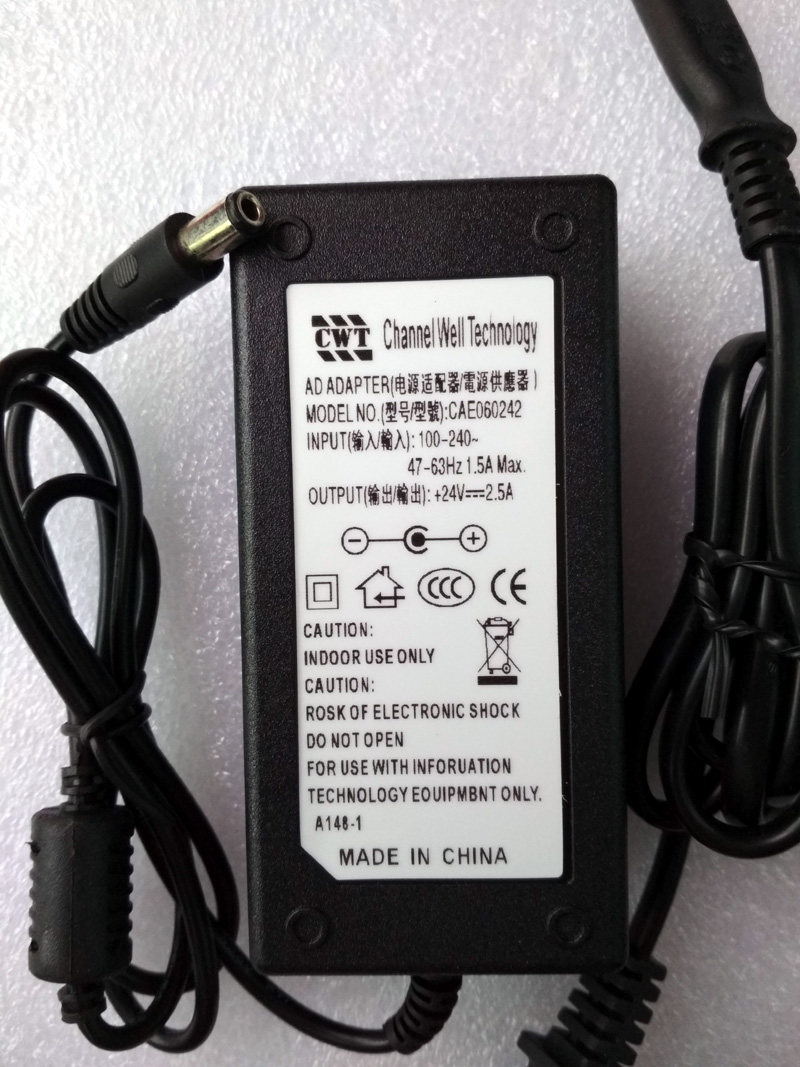 CWT Channel Well Technology
AD ADAPTER(电源适配器/電源供應器)
MODEL NO.(型号/型號):CAE060242
INPUT(输入/輸入): 100-240~
47-63Hz 1.5A Max.
OUTPUT(输出/輸出): +24V⎓2.5A
CCC CE
CAUTION:
INDOOR USE ONLY
CAUTION:
ROSK OF ELECTRONIC SHOCK
DO NOT OPEN
FOR USE WITH INFORUATION
TECHNOLOGY EOUIPMBNT ONLY.
A148-1
MADE IN CHINA